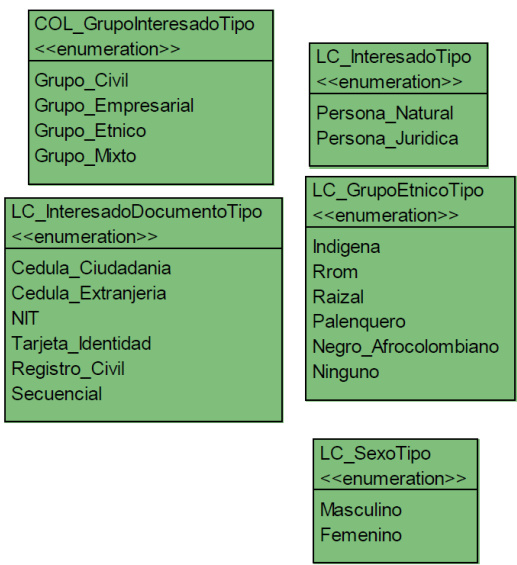 COL_GrupoInteresadoTipo
<<enumeration>>
Grupo_Civil
Grupo_Empresarial
Grupo_Etnico
Grupo_Mixto
LC_InteresadoTipo
<<enumeration>>
Persona_Natural
Persona_Juridica
LC_InteresadoDocumentoTipo
<<enumeration>>
Cedula_Ciudadania
Cedula_Extranjeria
NIT
Tarjeta_Identidad
Registro_Civil
Secuencial
LC_GrupoEtnicoTipo
<<enumeration>>
Indigena
Rrom
Raizal
Palenquero
Negro_Afrocolombiano
Ninguno
LC_SexoTipo
<<enumeration>>
Masculino
Femenino